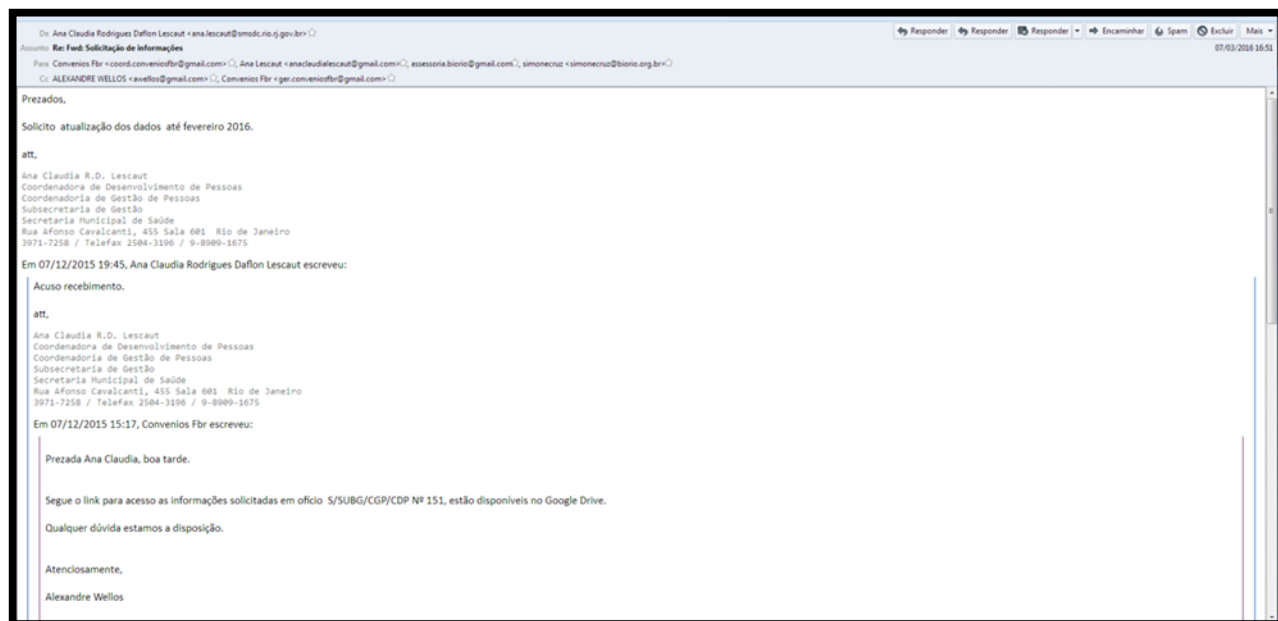 De Ana Claudia Rodrigues Daflon Lescaut <ana.lescaut@smsdc.rio.rj.gov.br>
Responder Responder Responder Encaminhar Spam Excluir Mais
Assunto Re: Fwd: Solicitação de informações
07/03/2016 16:51
Para Convenios Fbr <coord.conveniosfbr@gmail.com>, Ana Lescaut <anaclaudialescaut@gmail.com>, assessoria.biorio@gmail.com, simonecruz <simonecruz@biorio.org.br>
Cc ALEXANDRE WELLOS <awellos@gmail.com>, Convenios Fbr <ger.conveniosfbr@gmail.com>
Prezados,
Solicito atualização dos dados até fevereiro 2016.
att,
Ana Claudia R.D. Lescaut
Coordenadora de Desenvolvimento de Pessoas
Coordenadoria de Gestão de Pessoas
Subsecretaria de Gestão
Secretaria Municipal de Saúde
Rua Afonso Cavalcanti, 455 Sala 601 Rio de Janeiro
3971-7258 / Telefax 2504-3196 / 9-8909-1675
Em 07/12/2015 19:45, Ana Claudia Rodrigues Daflon Lescaut escreveu:
Acuso recebimento.
att,
Ana Claudia R.D. Lescaut
Coordenadora de Desenvolvimento de Pessoas
Coordenadoria de Gestão de Pessoas
Subsecretaria de Gestão
Secretaria Municipal de Saúde
Rua Afonso Cavalcanti, 455 Sala 601 Rio de Janeiro
3971-7258 / Telefax 2504-3196 / 9-8909-1675
Em 07/12/2015 15:17, Convenios Fbr escreveu:
Prezada Ana Claudia, boa tarde.
Segue o link para acesso as informações solicitadas em ofício S/SUBG/CGP/CDP Nº 151, estão disponíveis no Google Drive.
Qualquer dúvida estamos a disposição.
Atenciosamente,
Alexandre Wellos